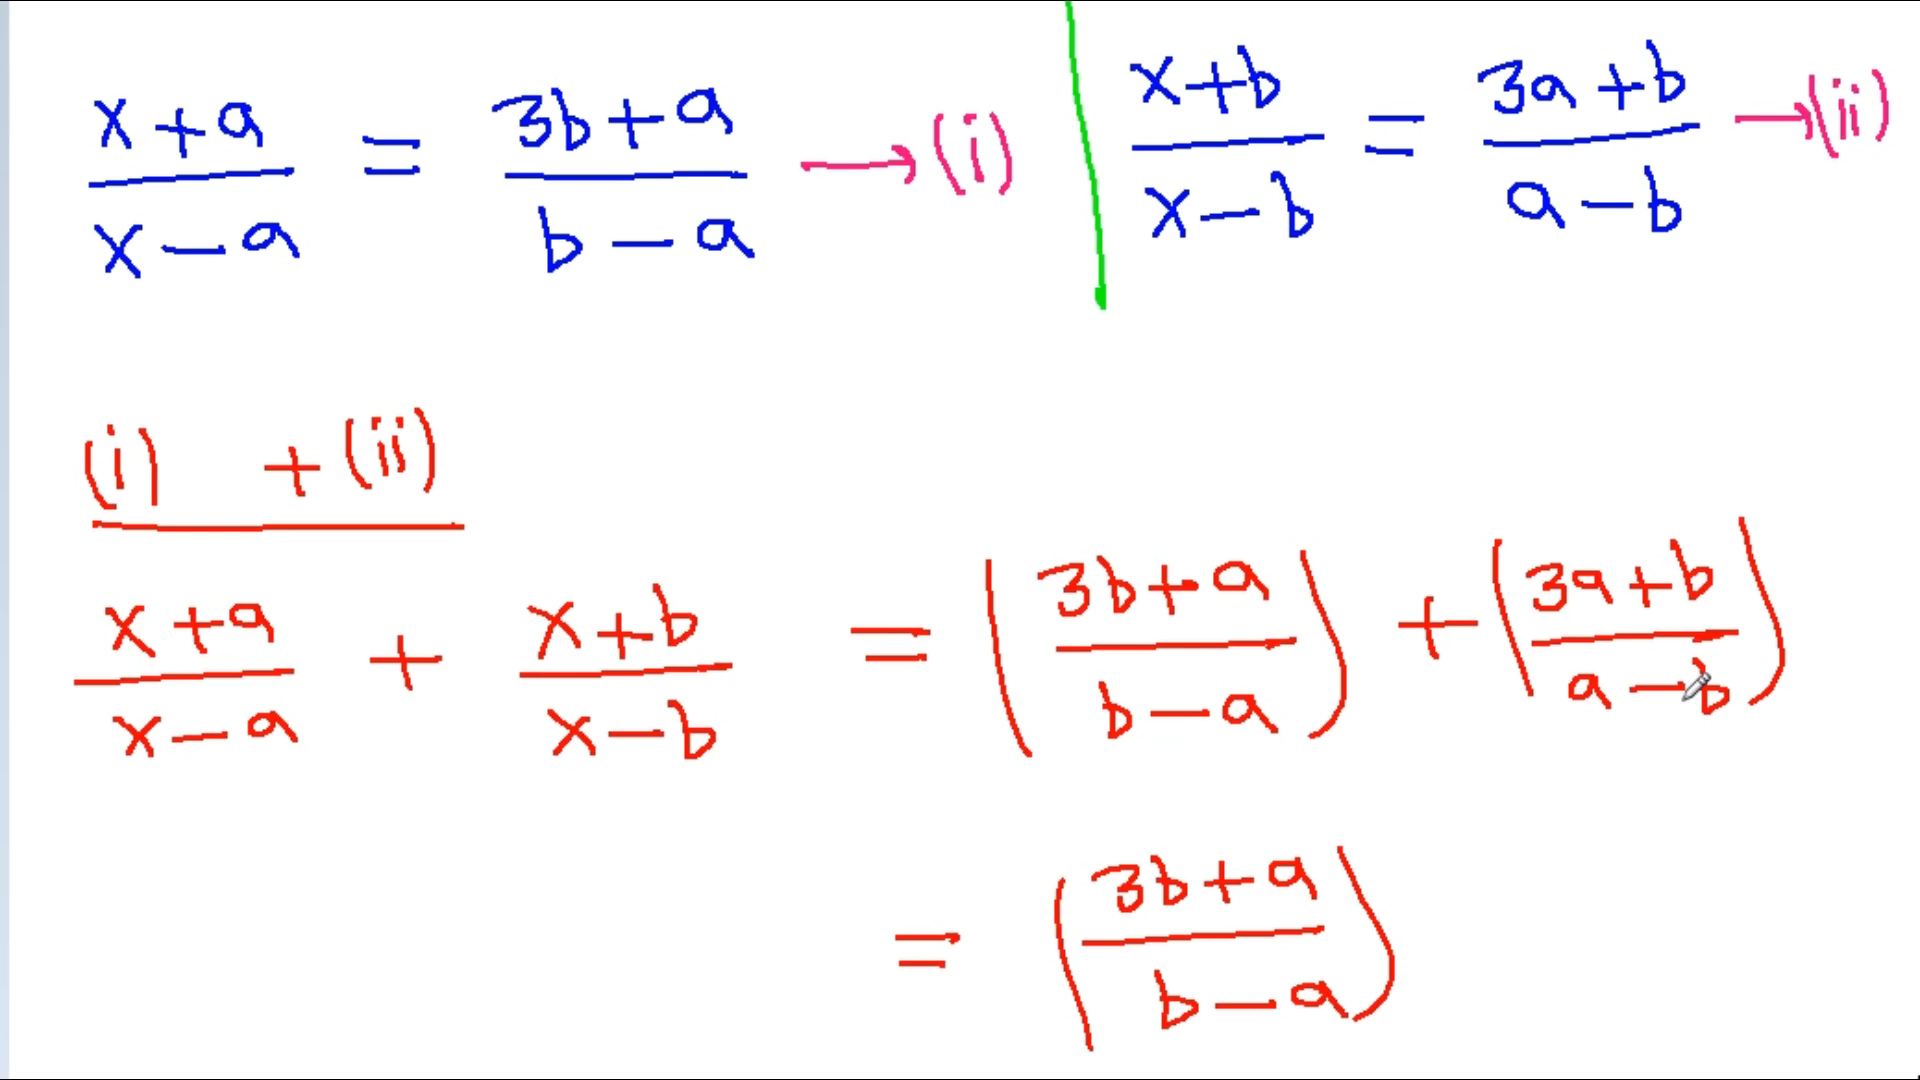 (x+a)/(x-a) = (3b+a)/(b-a) → (i)
(x+b)/(x-b) = (3a+b)/(a-b) → (ii)
(i) + (ii)
(x+a)/(x-a) + (x+b)/(x-b) = ((3b+a)/(b-a)) + ((3a+b)/(a-b))
= ((3b+a)/(b-a))